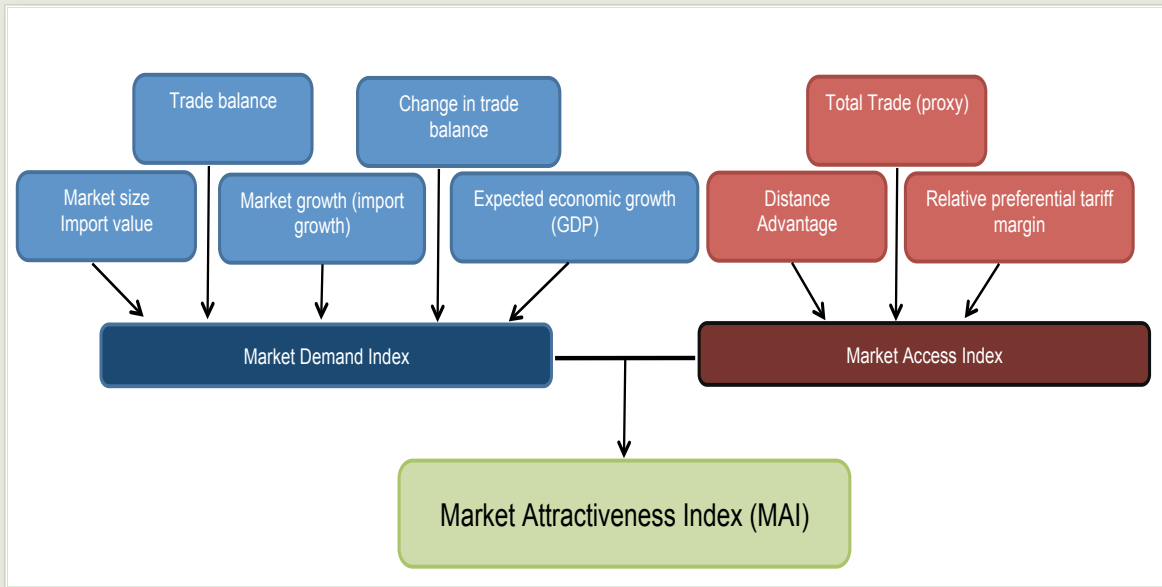 Trade balance
Change in trade
balance
Total Trade (proxy)
Market size
Import value
Market growth (import
growth)
Expected economic growth
(GDP)
Distance
Advantage
Relative preferential tariff
margin
Market Demand Index
Market Access Index
Market Attractiveness Index (MAI)